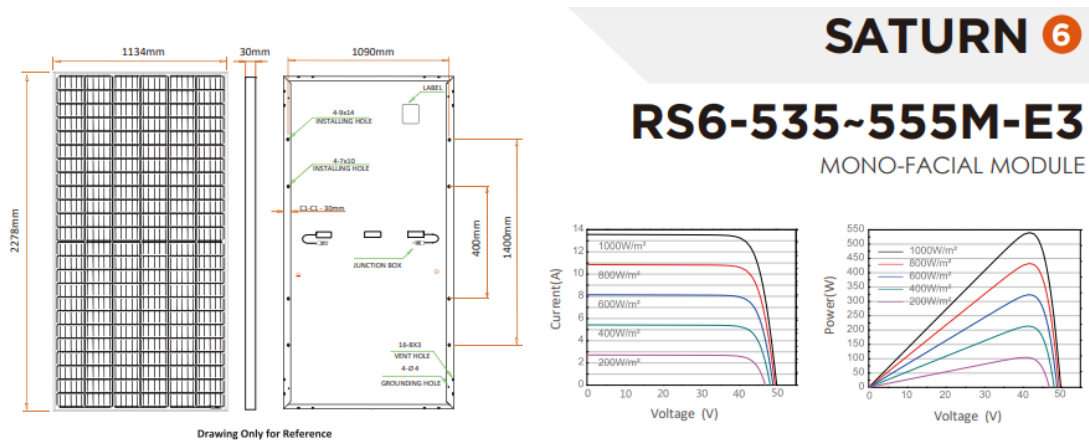 SATURN 6
RS6-535~555M-E3
MONO-FACIAL MODULE
1134mm
30mm
1090mm
2278mm
LABEL
4-9x14
INSTALLING HOLE
4-7x10
INSTALLING HOLE
C1-C1 - 30mm
JUNCTION BOX
400mm
1400mm
16-8X3
VENT HOLE
4-Ø4
GROUNDING HOLE
Drawing Only for Reference
Current(A)
14
12
10
8
6
4
2
0
1000W/m²
800W/m²
600W/m²
400W/m²
200W/m²
0 10 20 30 40 50
Voltage (V)
Power(W)
550
500
450
400
350
300
250
200
150
100
50
0
1000W/m²
800W/m²
600W/m²
400W/m²
200W/m²
0 10 20 30 40 50
Voltage (V)